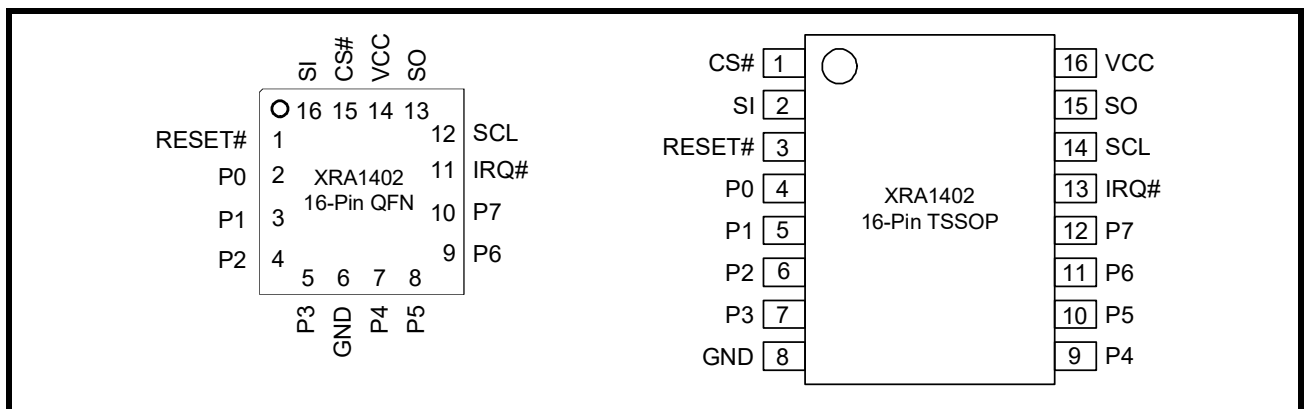 SI CS# VCC SO
16 15 14 13
RESET# 1
P0 2
P1 3
P2 4
XRA1402
16-Pin QFN
12 SCL
11 IRQ#
10 P7
9 P6
5 6 7 8
P3 GND P4 P5
CS# 1
SI 2
RESET# 3
P0 4
P1 5
P2 6
P3 7
GND 8
XRA1402
16-Pin TSSOP
16 VCC
15 SO
14 SCL
13 IRQ#
12 P7
11 P6
10 P5
9 P4